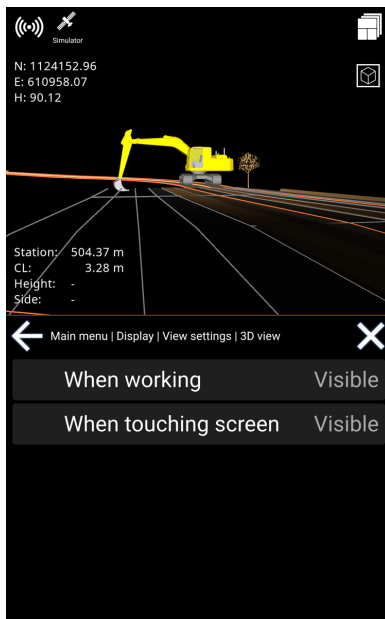 Simulator
N: 1124152.96
E: 610958.07
H: 90.12
Station: 504.37 m
CL: 3.28 m
Height: -
Side: -
Main menu | Display | View settings | 3D view
When working Visible
When touching screen Visible